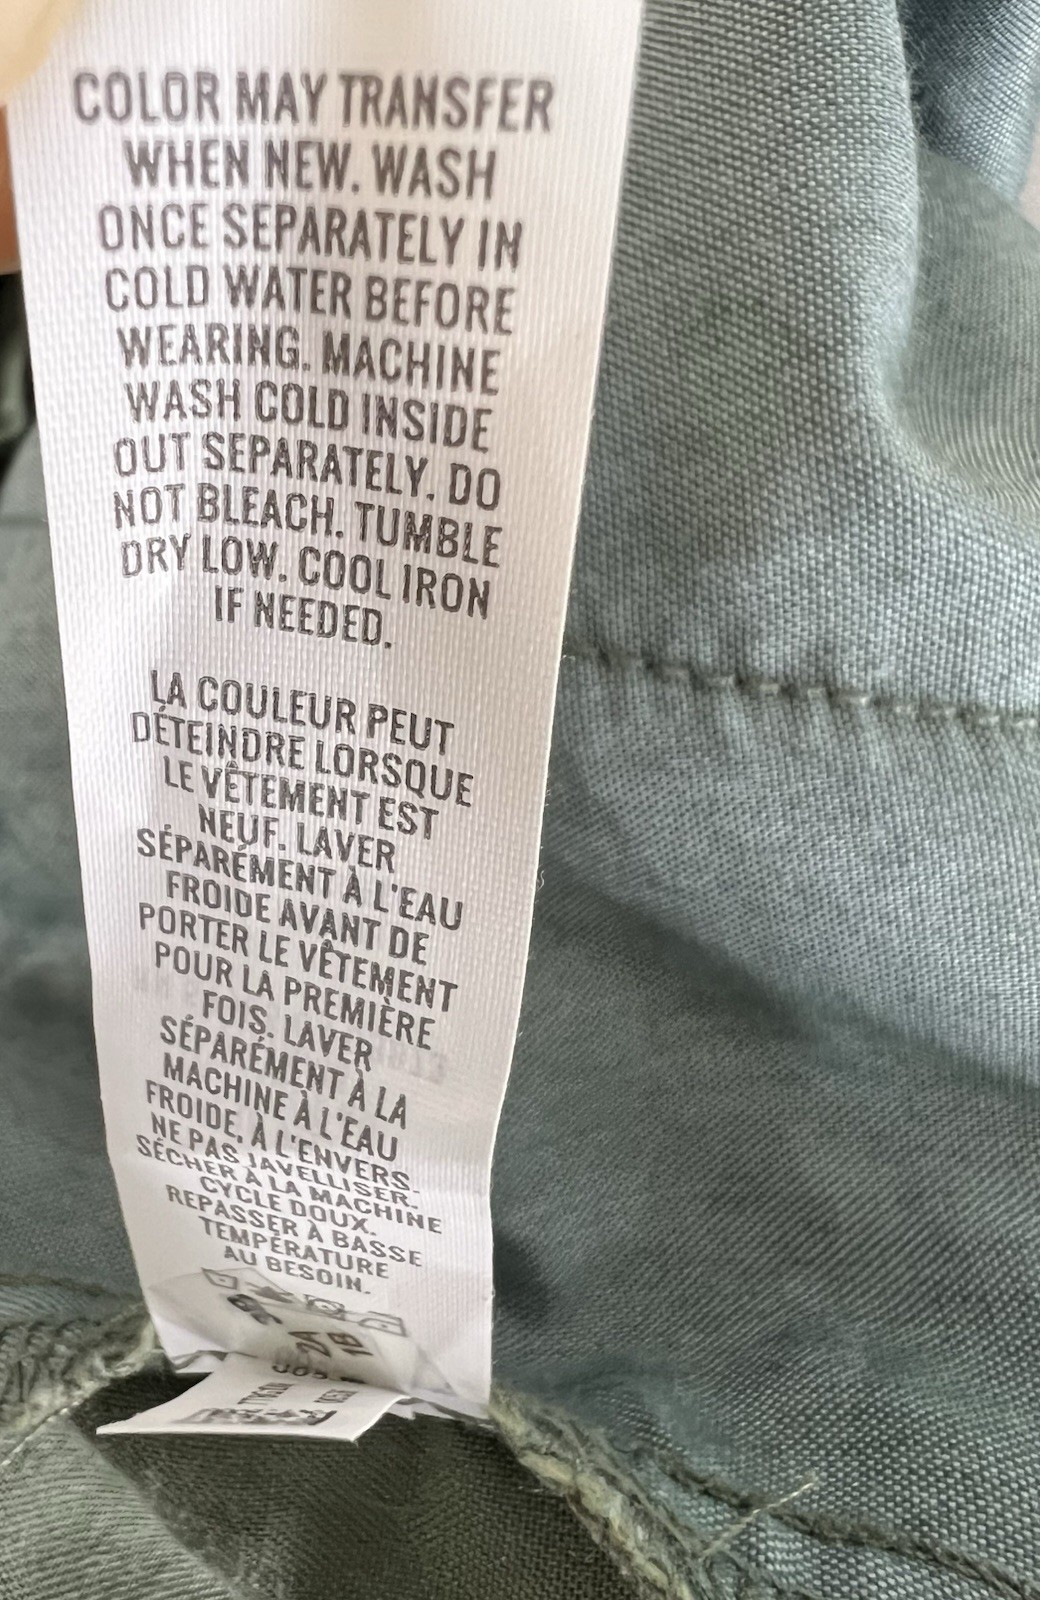 COLOR MAY TRANSFER
WHEN NEW. WASH
ONCE SEPARATELY IN
COLD WATER BEFORE
WEARING. MACHINE
WASH COLD INSIDE
OUT SEPARATELY. DO
NOT BLEACH. TUMBLE
DRY LOW. COOL IRON
IF NEEDED.
LA COULEUR PEUT
DÉTEINDRE LORSQUE
LE VÊTEMENT EST
NEUF. LAVER
SÉPARÉMENT À L'EAU
FROIDE AVANT DE
PORTER LE VÊTEMENT
POUR LA PREMIÈRE
FOIS. LAVER
SÉPARÉMENT À LA
MACHINE À L'EAU
FROIDE, À L'ENVERS.
NE PAS JAVELLISER.
SÉCHER À LA MACHINE
CYCLE DOUX.
REPASSER À BASSE
TEMPÉRATURE
AU BESOIN.
2A
1B